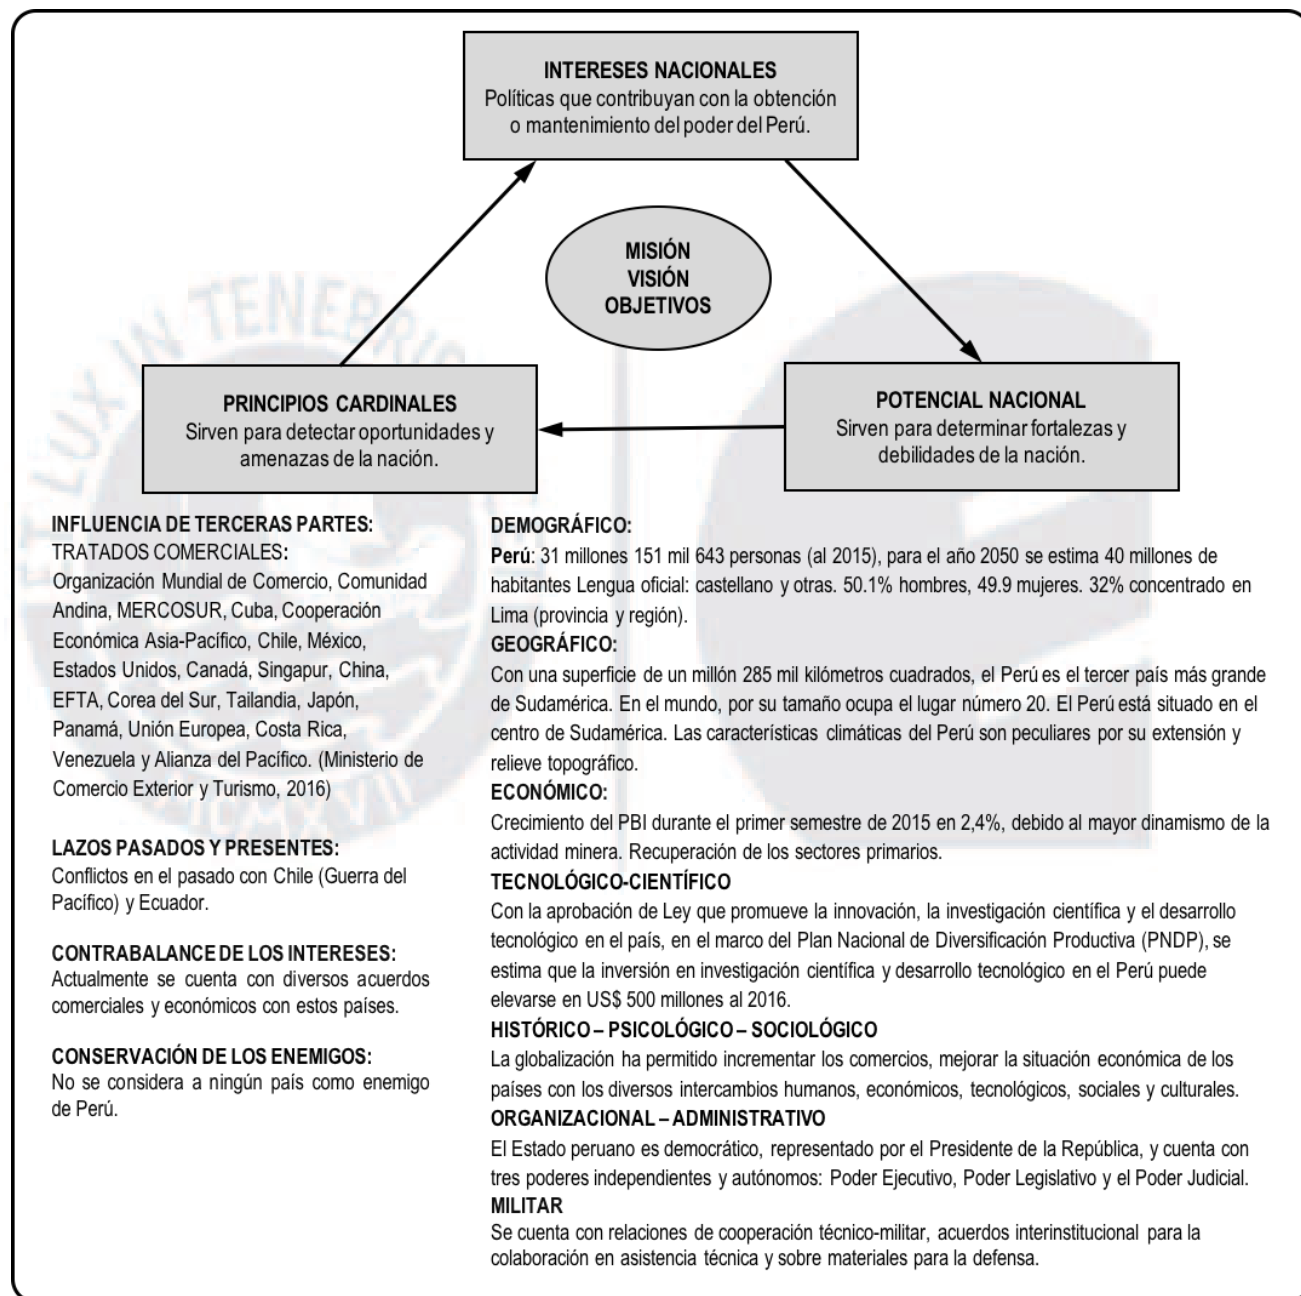 INTERESES NACIONALES
Políticas que contribuyan con la obtención
o mantenimiento del poder del Perú.
MISIÓN
VISIÓN
OBJETIVOS
PRINCIPIOS CARDINALES
Sirven para detectar oportunidades y
amenazas de la nación.
POTENCIAL NACIONAL
Sirven para determinar fortalezas y
debilidades de la nación.
INFLUENCIA DE TERCERAS PARTES:
TRATADOS COMERCIALES:
Organización Mundial de Comercio, Comunidad
Andina, MERCOSUR, Cuba, Cooperación
Económica Asia-Pacífico, Chile, México,
Estados Unidos, Canadá, Singapur, China,
EFTA, Corea del Sur, Tailandia, Japón,
Panamá, Unión Europea, Costa Rica,
Venezuela y Alianza del Pacífico. (Ministerio de
Comercio Exterior y Turismo, 2016)
LAZOS PASADOS Y PRESENTES:
Conflictos en el pasado con Chile (Guerra del
Pacífico) y Ecuador.
CONTRABALANCE DE LOS INTERESES:
Actualmente se cuenta con diversos acuerdos
comerciales y económicos con estos países.
CONSERVACIÓN DE LOS ENEMIGOS:
No se considera a ningún país como enemigo
de Perú.
DEMOGRÁFICO:
Perú: 31 millones 151 mil 643 personas (al 2015), para el año 2050 se estima 40 millones de
habitantes Lengua oficial: castellano y otras. 50.1% hombres, 49.9 mujeres. 32% concentrado en
Lima (provincia y región).
GEOGRÁFICO:
Con una superficie de un millón 285 mil kilómetros cuadrados, el Perú es el tercer país más grande
de Sudamérica. En el mundo, por su tamaño ocupa el lugar número 20. El Perú está situado en el
centro de Sudamérica. Las características climáticas del Perú son peculiares por su extensión y
relieve topográfico.
ECONÓMICO:
Crecimiento del PBI durante el primer semestre de 2015 en 2,4%, debido al mayor dinamismo de la
actividad minera. Recuperación de los sectores primarios.
TECNOLÓGICO-CIENTÍFICO
Con la aprobación de Ley que promueve la innovación, la investigación científica y el desarrollo
tecnológico en el país, en el marco del Plan Nacional de Diversificación Productiva (PNDP), se
estima que la inversión en investigación científica y desarrollo tecnológico en el Perú puede
elevarse en US$ 500 millones al 2016.
HISTÓRICO – PSICOLÓGICO – SOCIOLÓGICO
La globalización ha permitido incrementar los comercios, mejorar la situación económica de los
países con los diversos intercambios humanos, económicos, tecnológicos, sociales y culturales.
ORGANIZACIONAL – ADMINISTRATIVO
El Estado peruano es democrático, representado por el Presidente de la República, y cuenta con
tres poderes independientes y autónomos: Poder Ejecutivo, Poder Legislativo y el Poder Judicial.
MILITAR
Se cuenta con relaciones de cooperación técnico-militar, acuerdos interinstitucional para la
colaboración en asistencia técnica y sobre materiales para la defensa.
ET LUX IN TENEBRIS